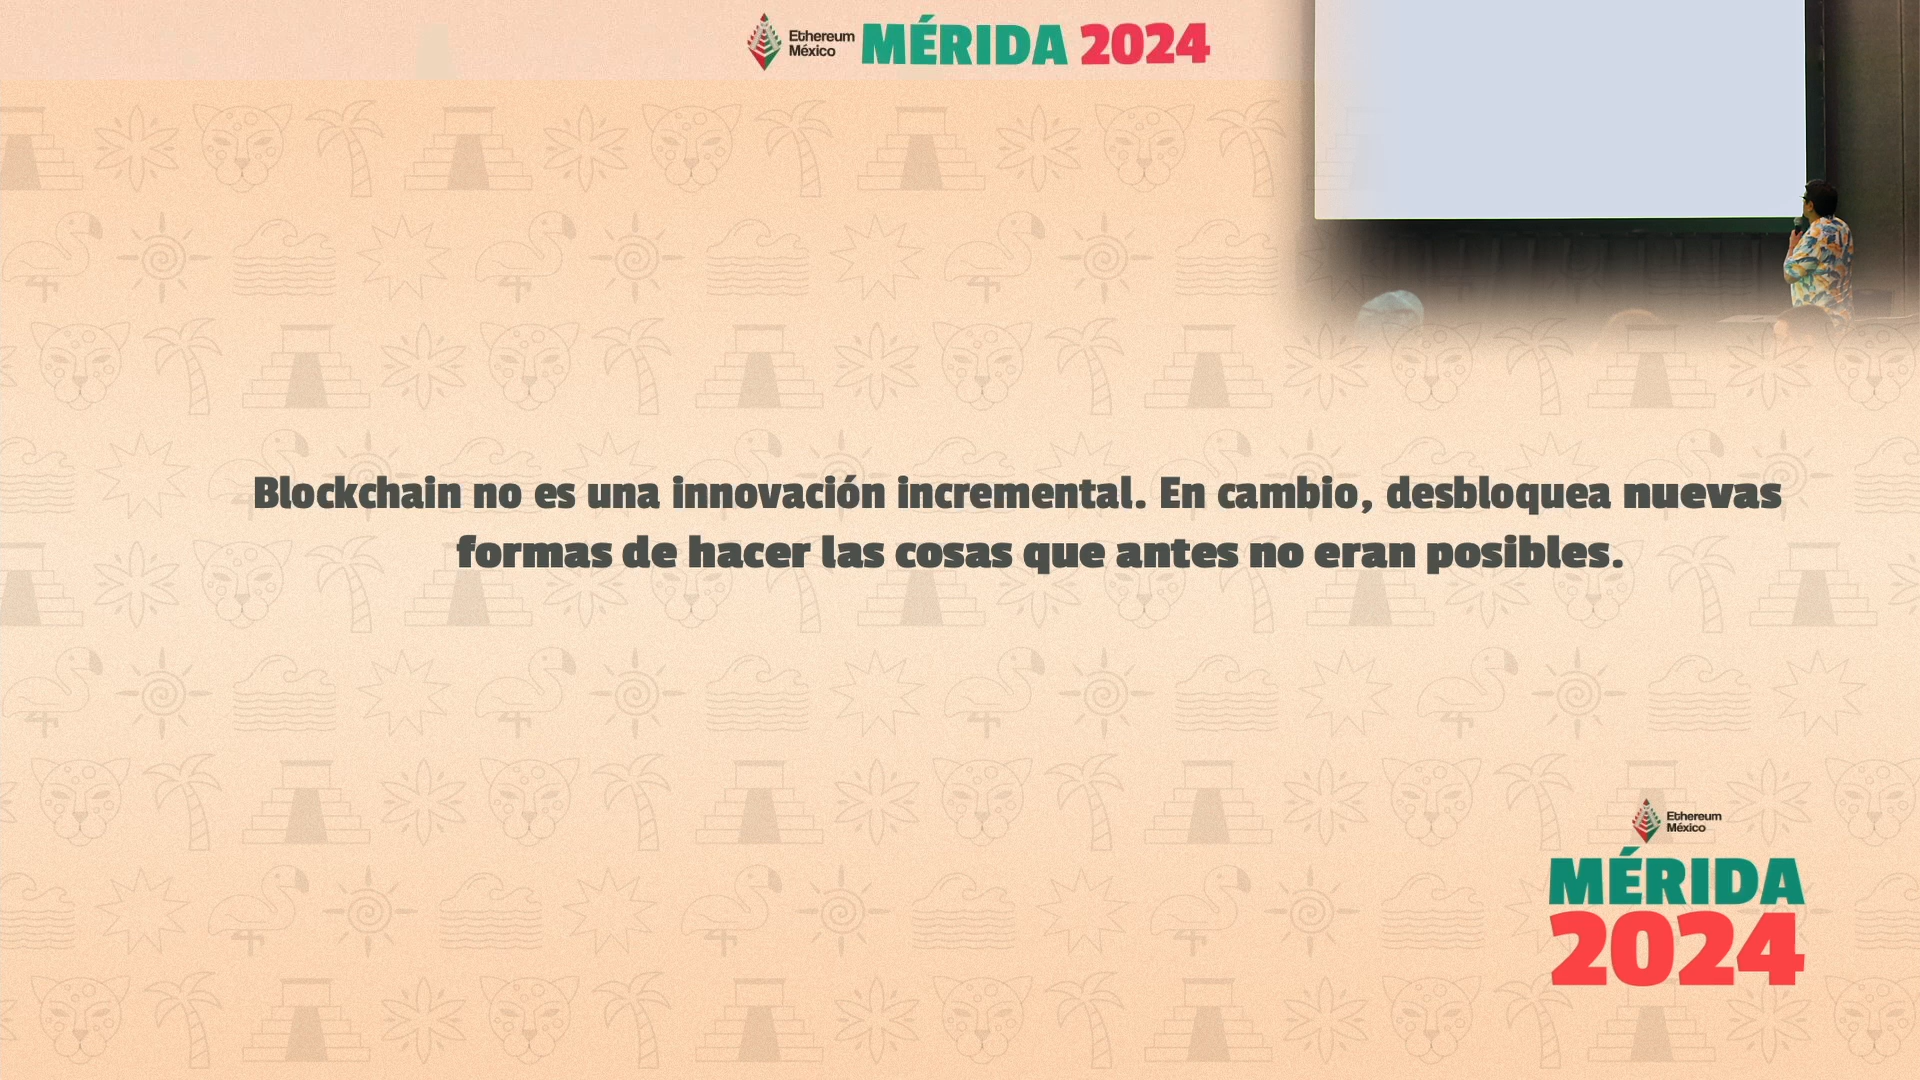 Ethereum
México
MÉRIDA 2024
Blockchain no es una innovación incremental. En cambio, desbloquea nuevas
formas de hacer las cosas que antes no eran posibles.
Ethereum
México
MÉRIDA
2024